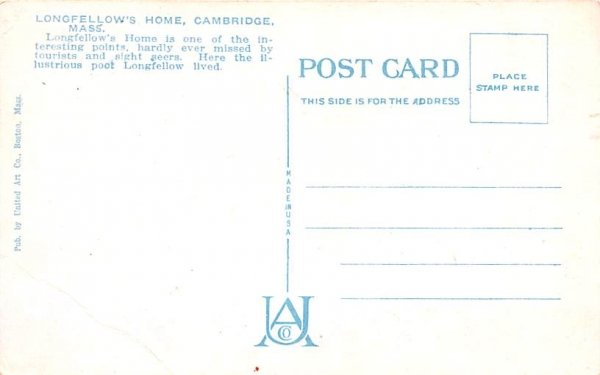 LONGFELLOW'S HOME, CAMBRIDGE,
MASS.
Longfellow's Home is one of the in-
teresting points, hardly ever missed by
tourists and sight seers. Here the il-
lustrious poet Longfellow lived.
Pub. by United Art Co., Boston, Mass.
MADE IN USA
UACO
POST CARD
THIS SIDE IS FOR THE ADDRESS
PLACE
STAMP HERE